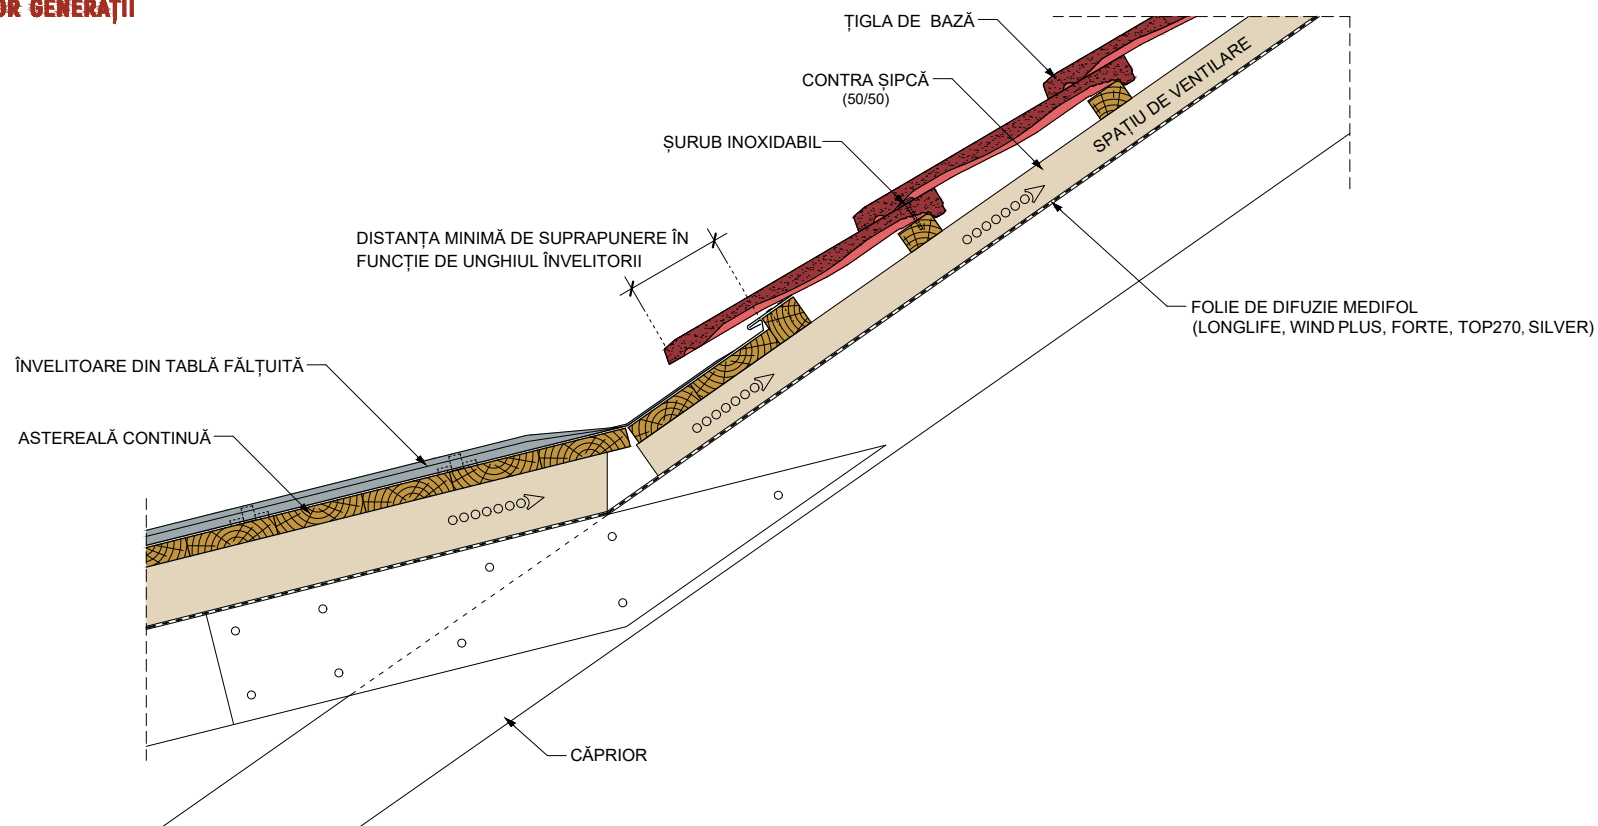 OR GENERAȚII
ȚIGLA DE BAZĂ
CONTRA ȘIPCĂ
(50/50)
SPAȚIU DE VENTILARE
ȘURUB INOXIDABIL
DISTANȚA MINIMĂ DE SUPRAPUNERE ÎN
FUNCȚIE DE UNGHIUL ÎNVELITORII
FOLIE DE DIFUZIE MEDIFOL
(LONGLIFE, WIND PLUS, FORTE, TOP270, SILVER)
ÎNVELITOARE DIN TABLĂ FĂLȚUITĂ
ASTEREALĂ CONTINUĂ
CĂPRIOR